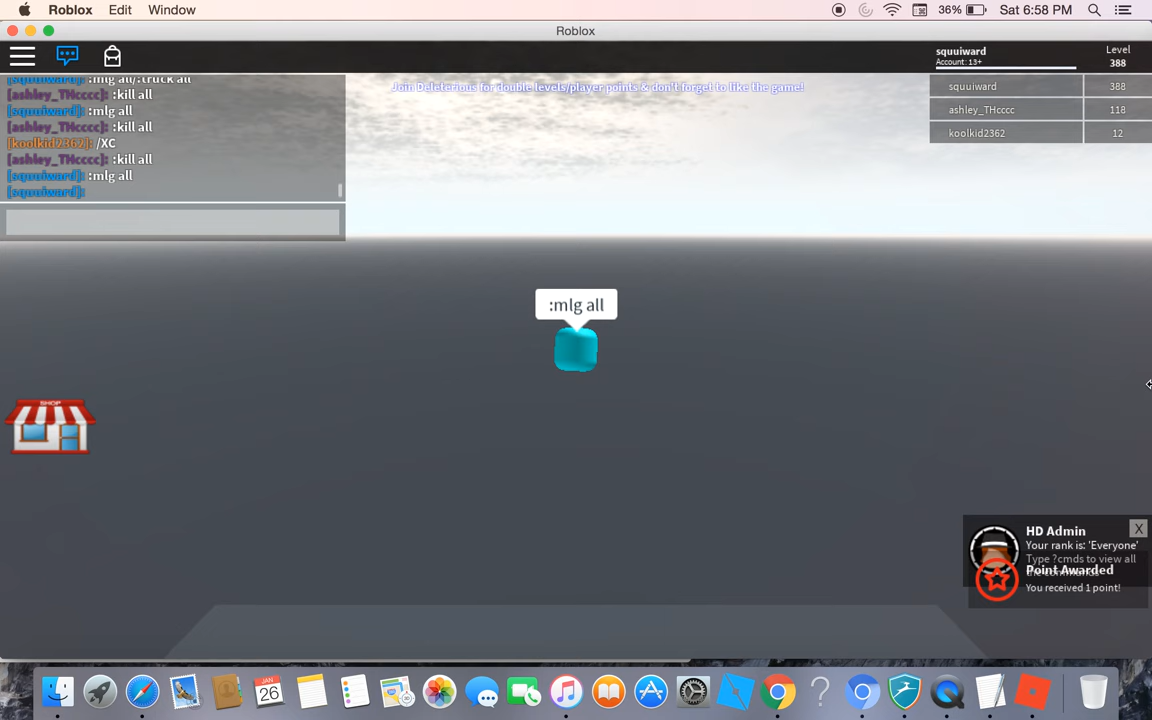 Roblox Edit Window 36% Sat 6:58 PM
Roblox
squuiward
Account: 13+
Level
388
[squuiward]: :mlg all/:truck all
[ashley_THcccc]: :kill all
[squuiward]: :mlg all
[ashley_THcccc]: :kill all
[koolkid2362]: /XC
[ashley_THcccc]: :kill all
[squuiward]: :mlg all
[squuiward]:
Join Deleterious for double levels/player points & don't forget to like the game!
squuiward 388
ashley_THcccc 118
koolkid2362 12
:mlg all
SHOP
HD Admin
X
Your rank is: 'Everyone'
Type ?cmds to view all
Point Awarded
You received 1 point!
JAN
26